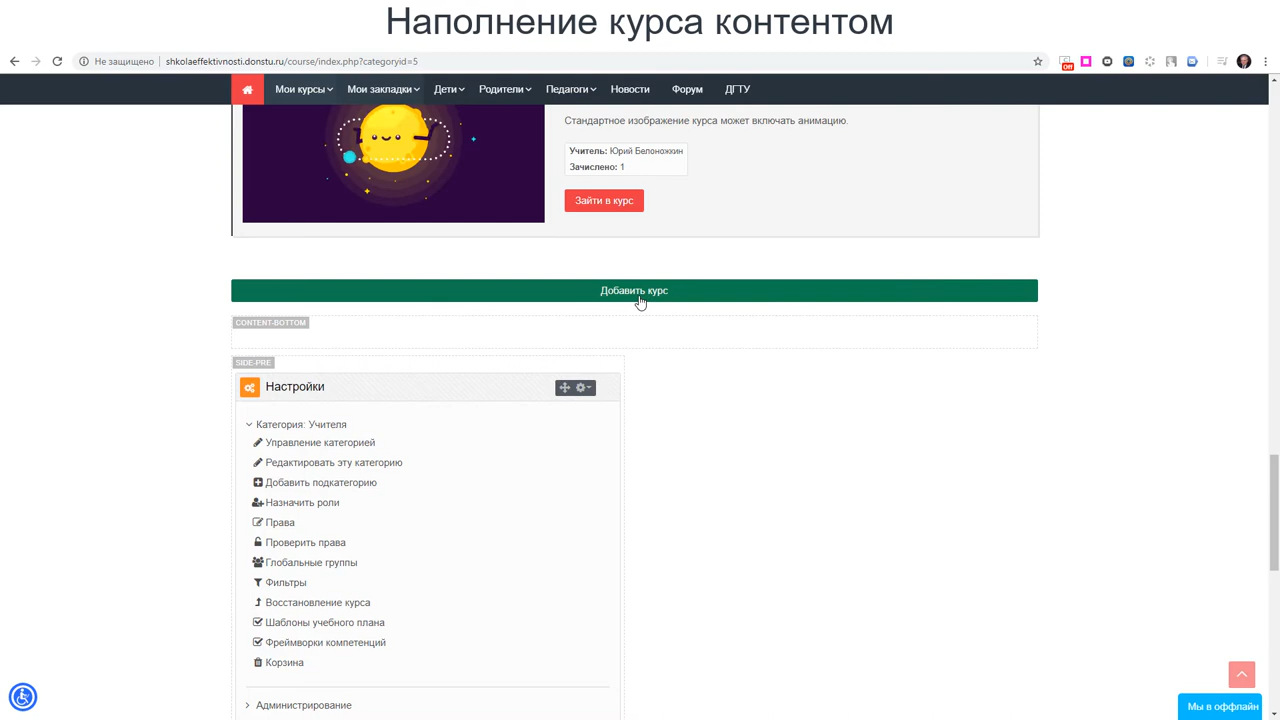 Наполнение курса контентом
Не защищено shkolaeffektivnosti.donstu.ru/course/index.php?categoryid=5
Off
Мои курсы Мои закладки Дети Родители Педагоги Новости Форум ДГТУ
Стандартное изображение курса может включать анимацию.
Учитель: Юрий Белоножкин
Зачислено: 1
Зайти в курс
Добавить курс
CONTENT-BOTTOM
SIDE-PRE
Настройки
Категория: Учителя
Управление категорией
Редактировать эту категорию
Добавить подкатегорию
Назначить роли
Права
Проверить права
Глобальные группы
Фильтры
Восстановление курса
Шаблоны учебного плана
Фреймворки компетенций
Корзина
Администрирование
Мы в оффлайн